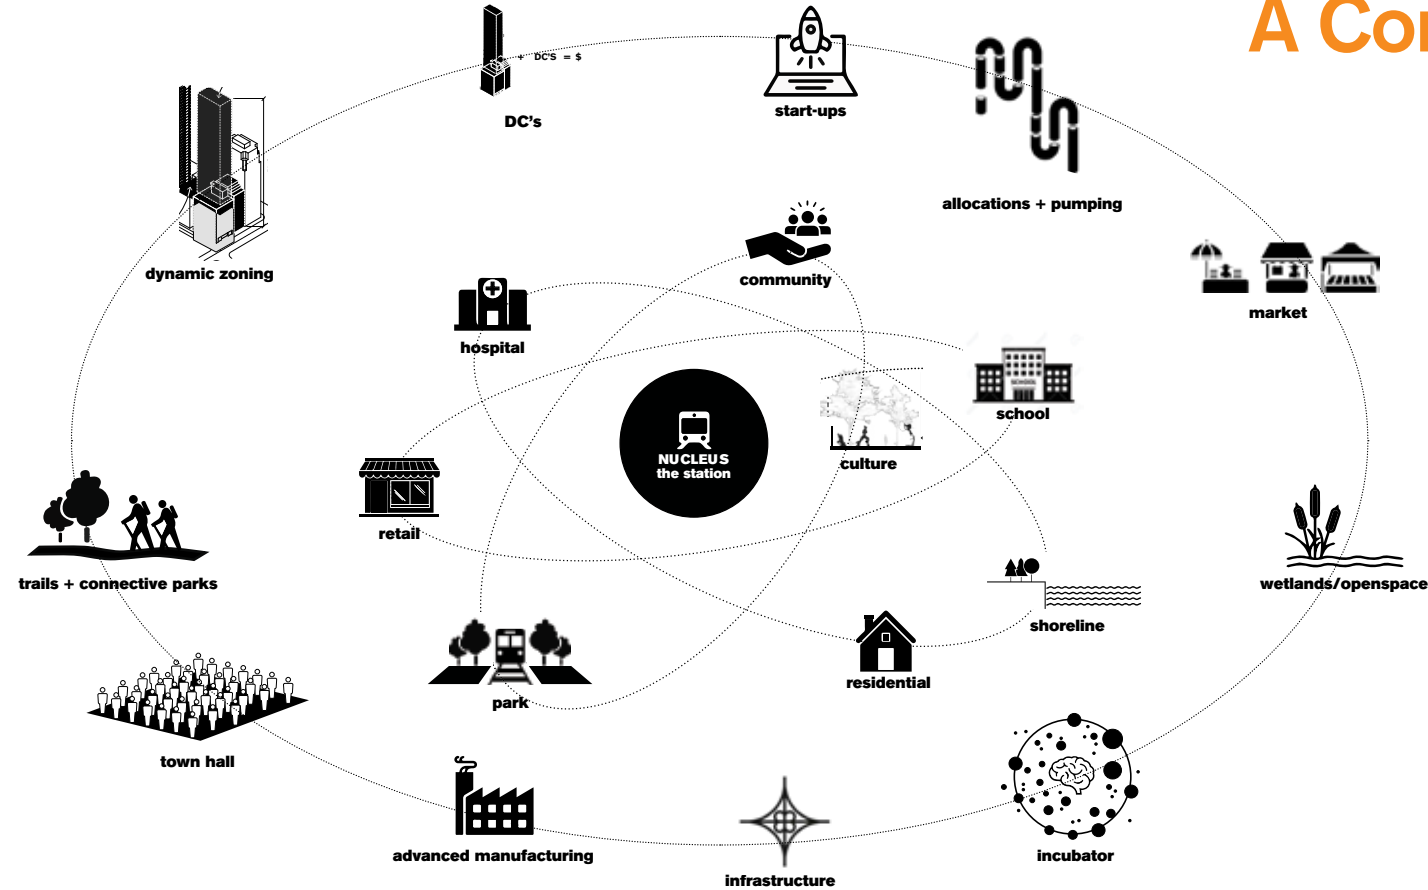 A Co
+ DC'S = $
DC's
start-ups
allocations + pumping
dynamic zoning
community
market
hospital
SCHOOL
school
culture
NUCLEUS
the station
retail
trails + connective parks
wetlands/openspace
shoreline
residential
park
town hall
advanced manufacturing
infrastructure
incubator